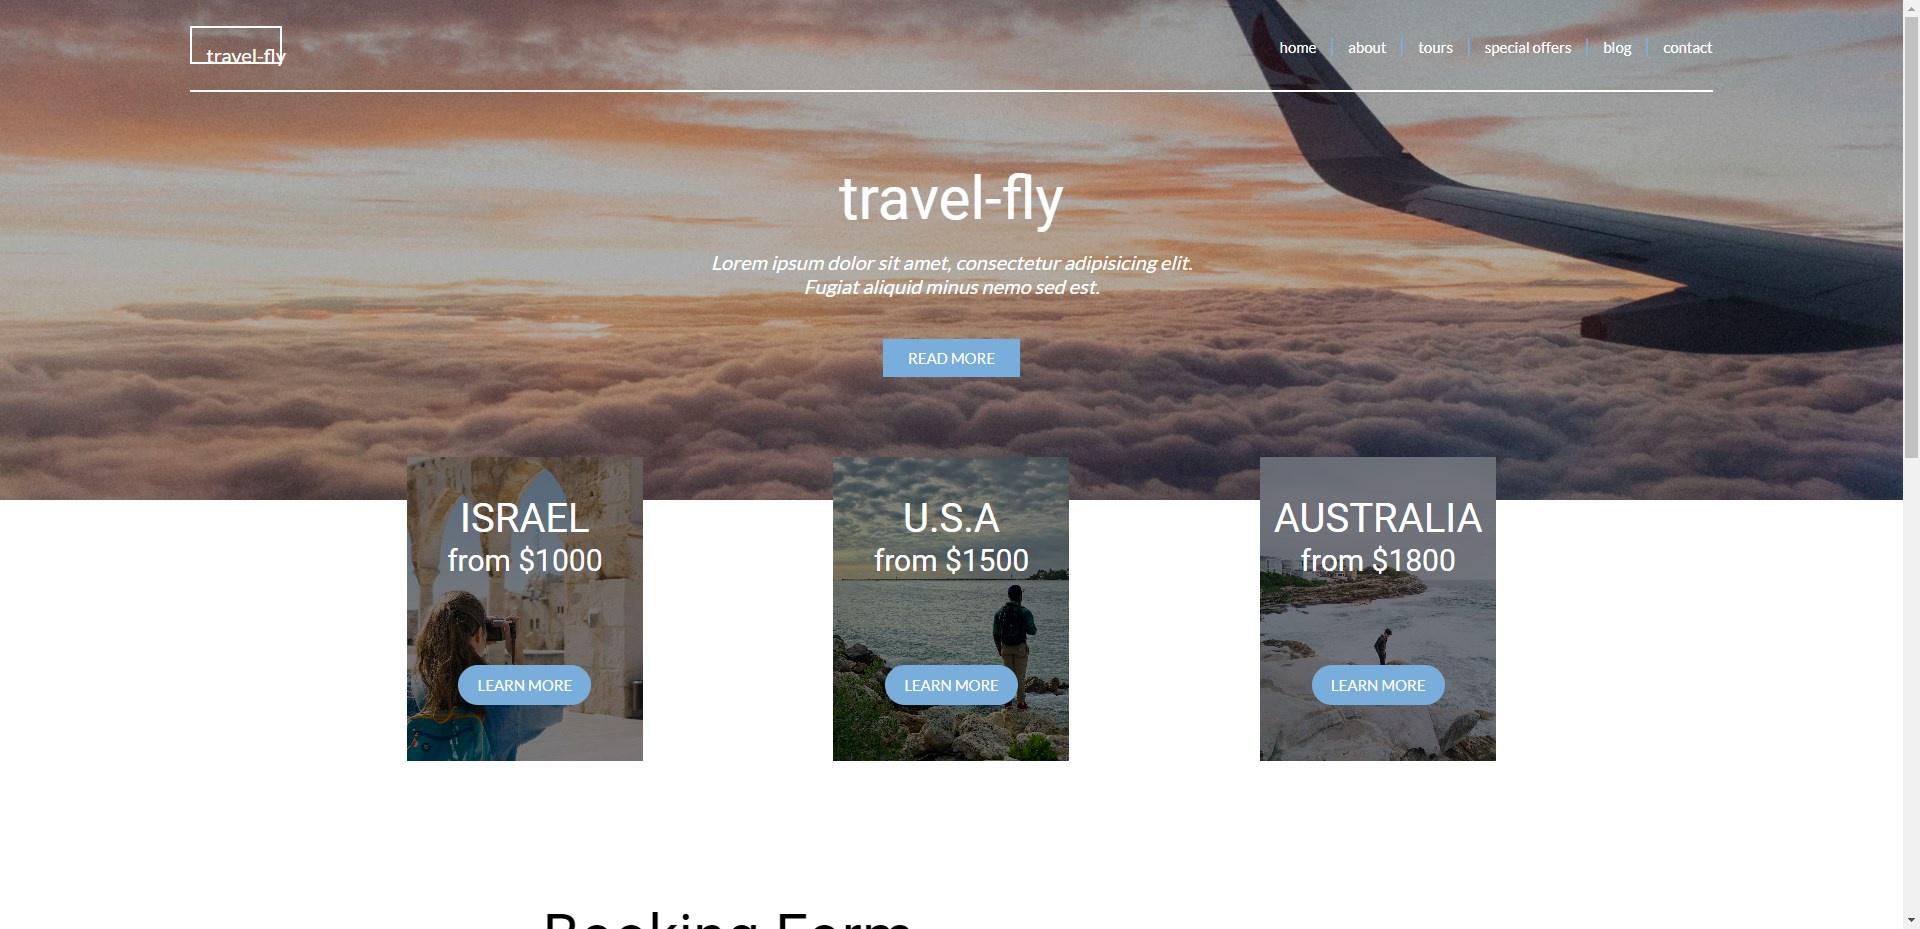 travel-fly
home
about
tours
special offers
blog
contact
travel-fly
Lorem ipsum dolor sit amet, consectetur adipisicing elit.
Fugiat aliquid minus nemo sed est.
READ MORE
ISRAEL
from $1000
LEARN MORE
U.S.A
from $1500
LEARN MORE
AUSTRALIA
from $1800
LEARN MORE
Booking Form